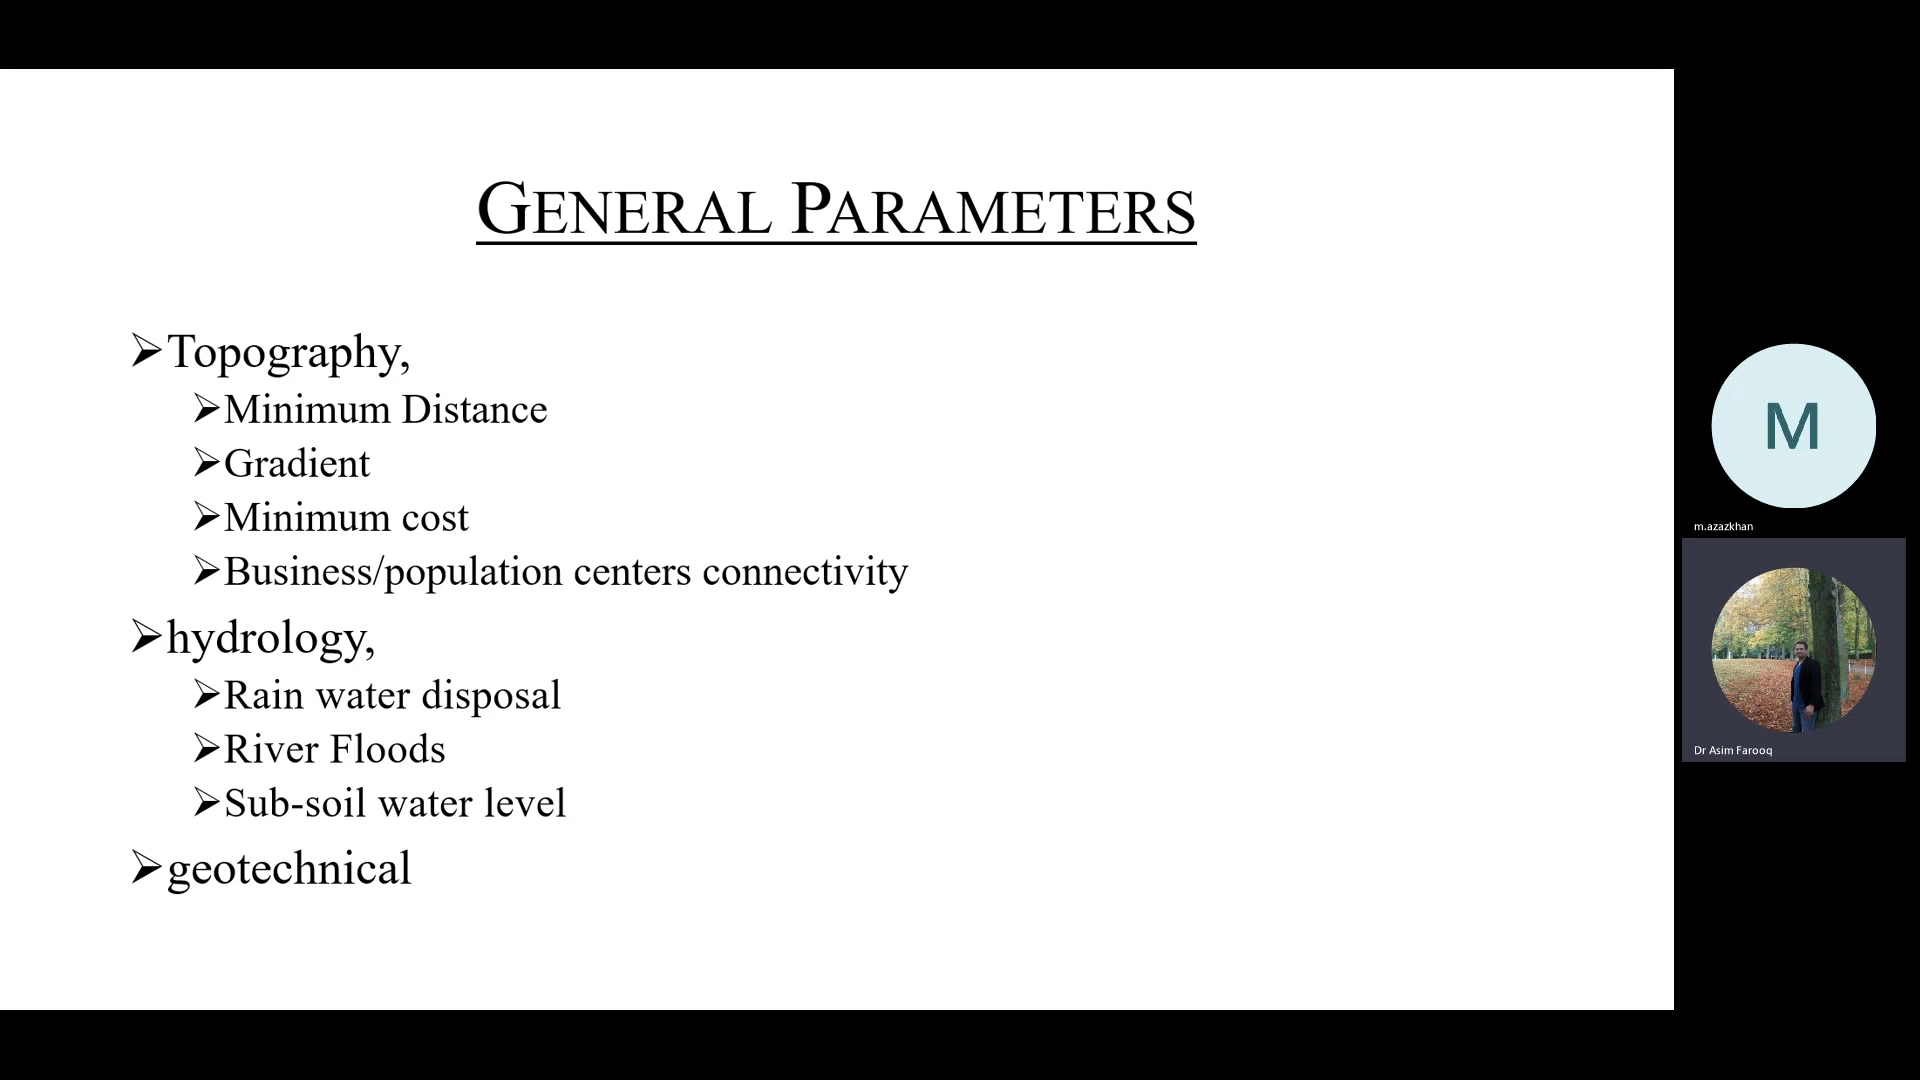 GENERAL PARAMETERS
➢Topography,
➢Minimum Distance
➢Gradient
➢Minimum cost
➢Business/population centers connectivity
➢hydrology,
➢Rain water disposal
➢River Floods
➢Sub-soil water level
➢geotechnical
M
m.azazkhan
Dr Asim Farooq